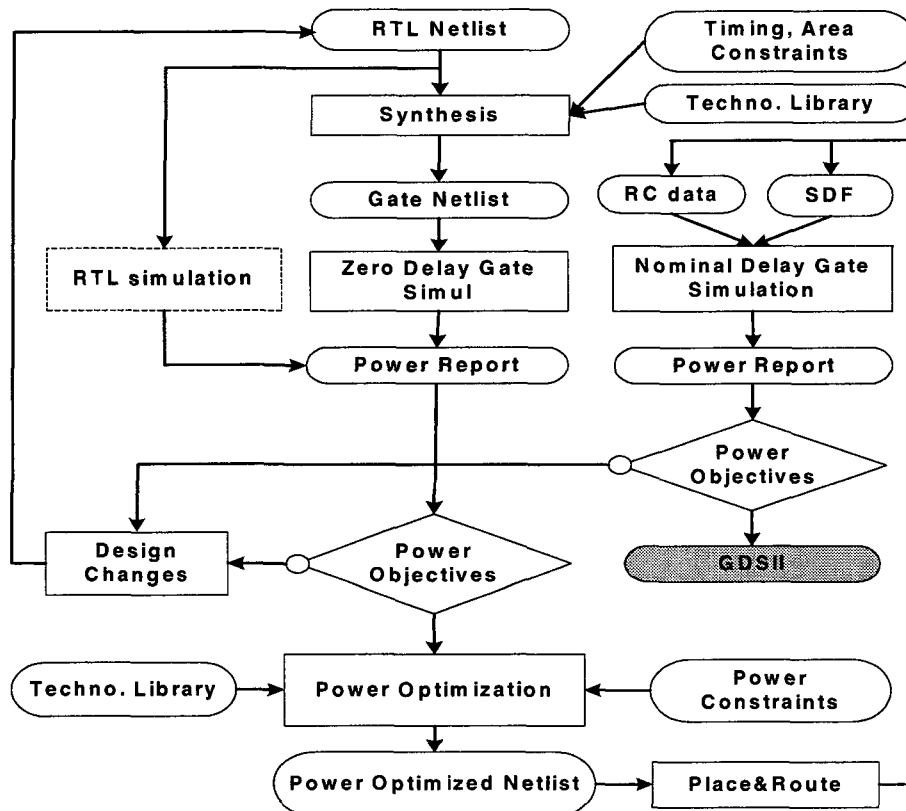 RTL Netlist
Timing, Area
Constraints
Techno. Library
Synthesis
RC data
SDF
Gate Netlist
RTL simulation
Zero Delay Gate
Simul
Nominal Delay Gate
Simulation
Power Report
Power Report
Power
Objectives
Design
Changes
Power
Objectives
GDSII
Techno. Library
Power Optimization
Power
Constraints
Power Optimized Netlist
Place&Route